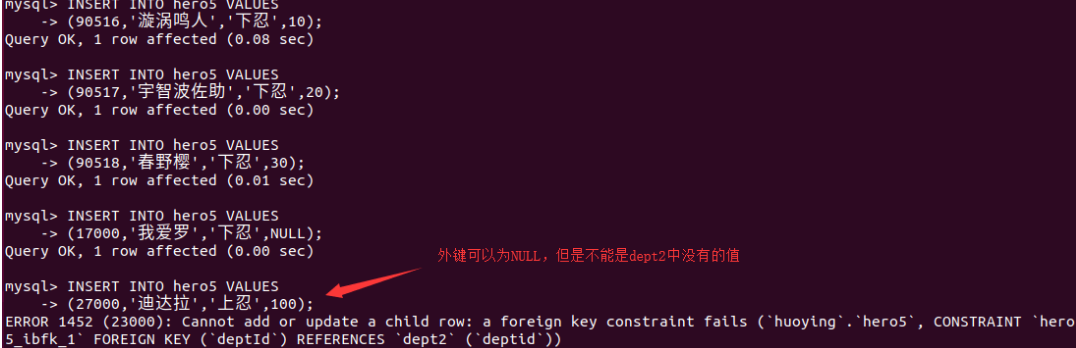 mysql> INSERT INTO hero5 VALUES
-> (90516,'漩涡鸣人','下忍',10);
Query OK, 1 row affected (0.08 sec)
mysql> INSERT INTO hero5 VALUES
-> (90517,'宇智波佐助','下忍',20);
Query OK, 1 row affected (0.00 sec)
mysql> INSERT INTO hero5 VALUES
-> (90518,'春野樱','下忍',30);
Query OK, 1 row affected (0.01 sec)
mysql> INSERT INTO hero5 VALUES
-> (17000,'我爱罗','下忍',NULL);
Query OK, 1 row affected (0.00 sec)
外键可以为NULL，但是不能是dept2中没有的值
mysql> INSERT INTO hero5 VALUES
-> (27000,'迪达拉','上忍',100);
ERROR 1452 (23000): Cannot add or update a child row: a foreign key constraint fails (`huoying`.`hero5`, CONSTRAINT `hero
5_ibfk_1` FOREIGN KEY (`deptId`) REFERENCES `dept2` (`deptid`))